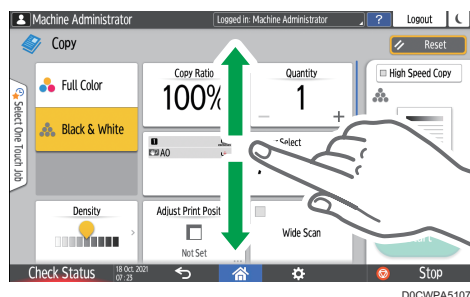 Machine Administrator
Logged in: Machine Administrator
?
Logout
Copy
Reset
Full Color
Copy Ratio
100%
Quantity
1
− +
High Speed Copy
Select One Touch Job
Black & White
1
A0
Select
Density
Adjust Print Posit
Not Set
Wide Scan
Check Status
18 Oct 2021
07:23
Stop
D0CWPA5107